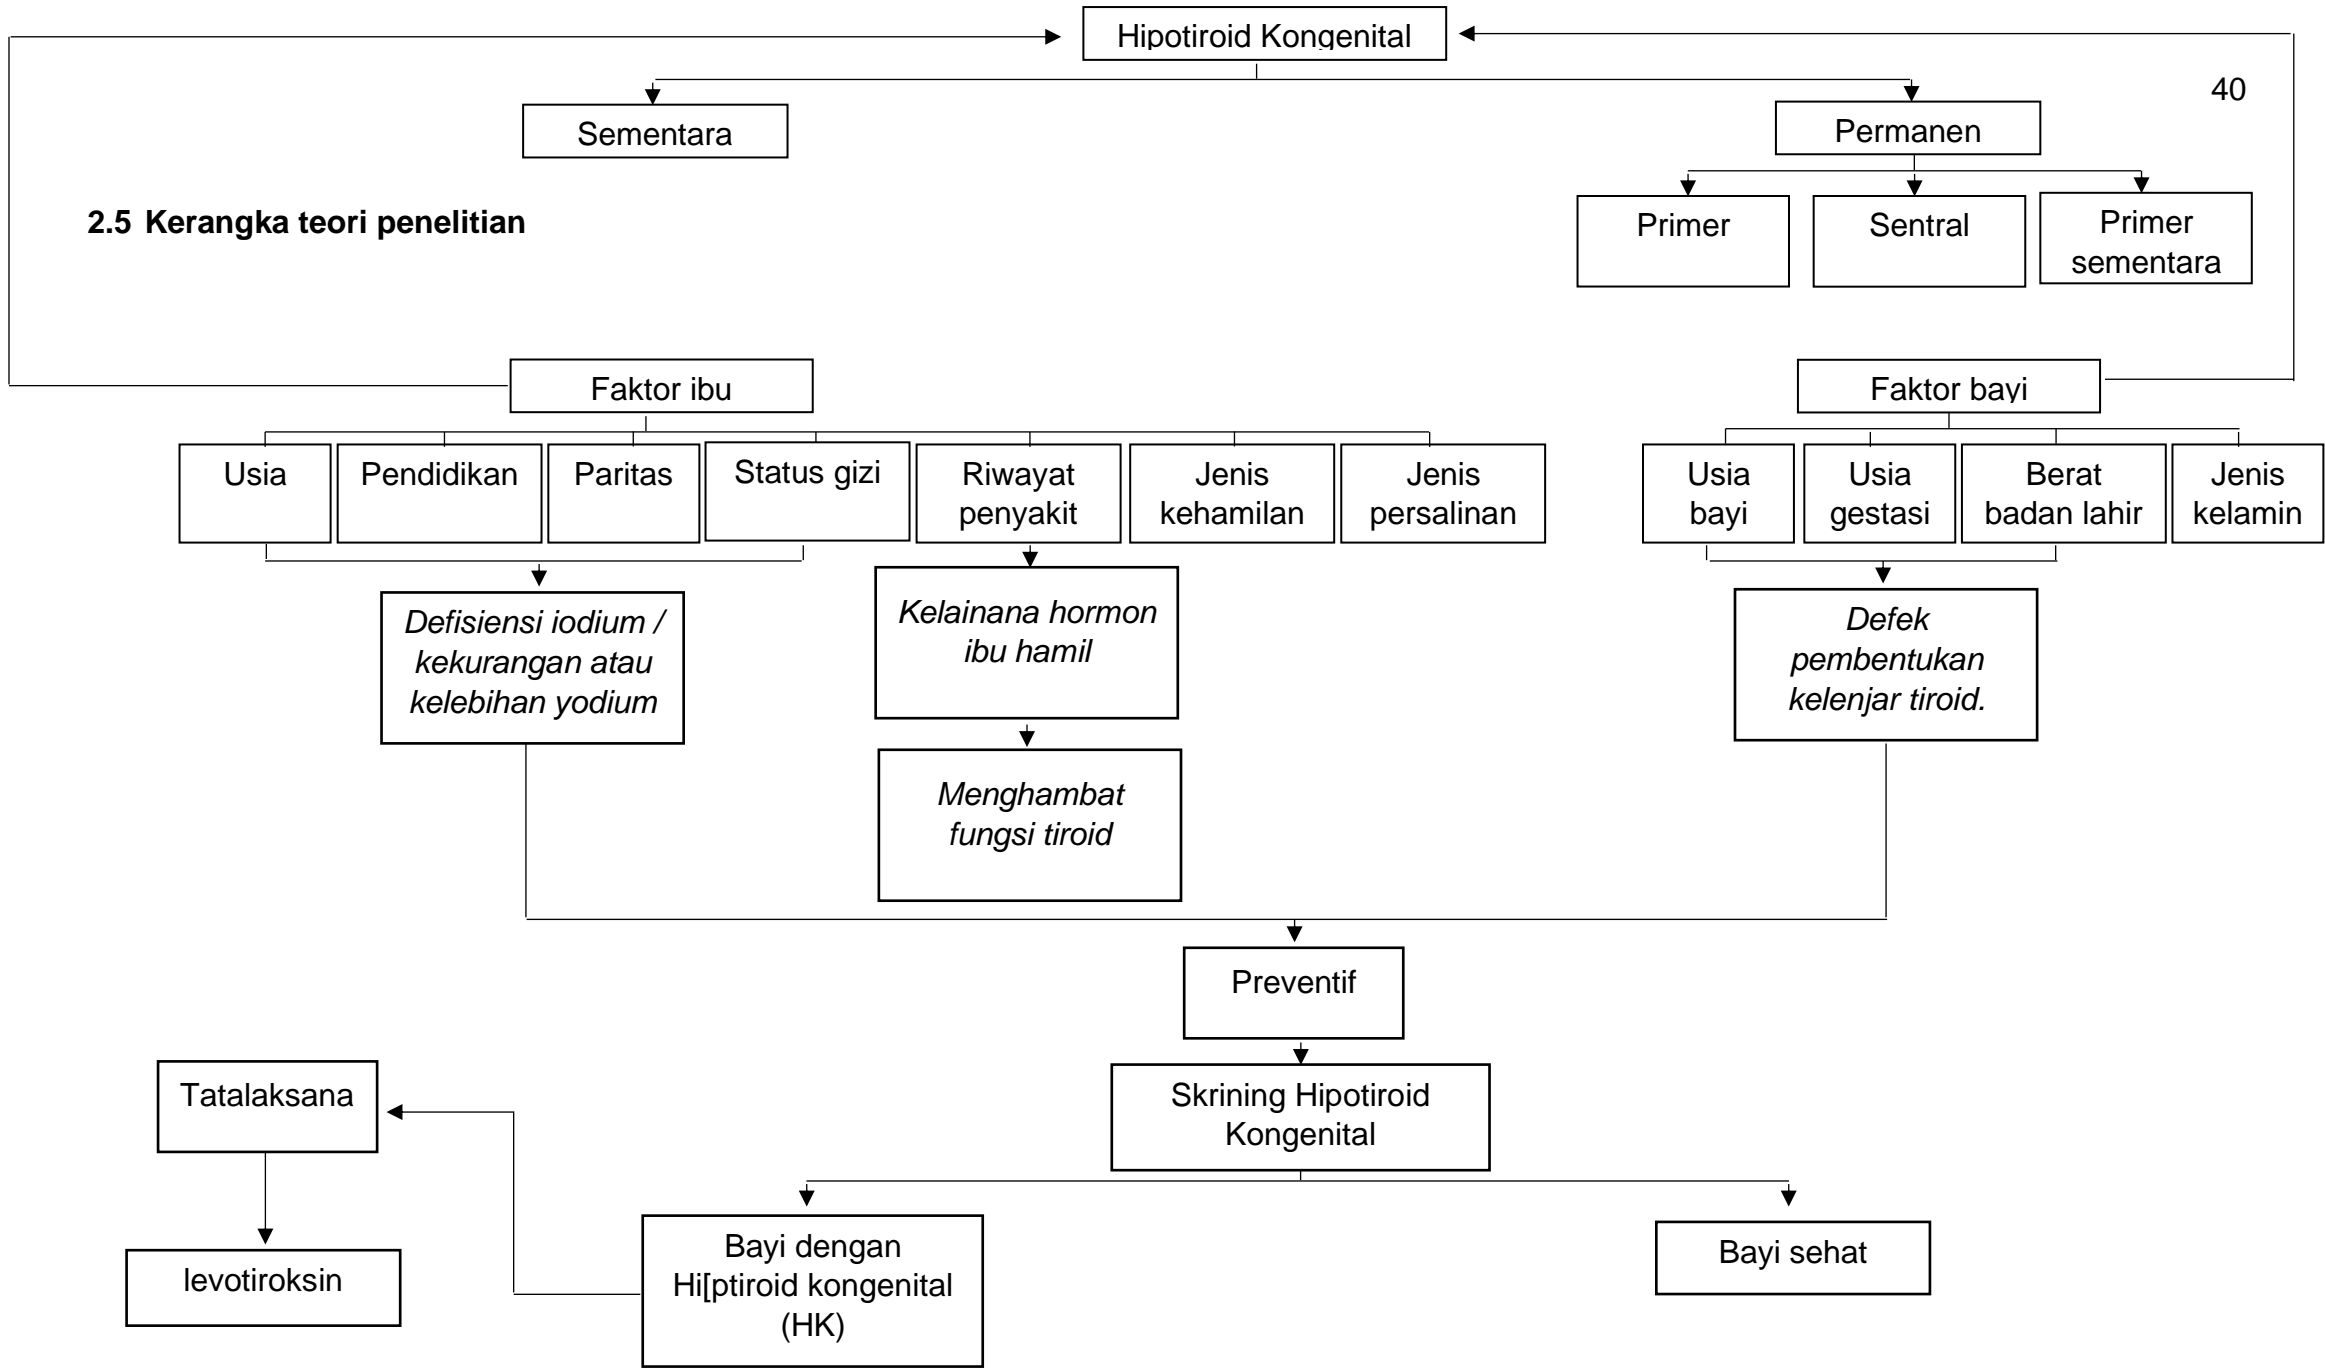 Hipotiroid Kongenital
40
Sementara
Permanen
2.5 Kerangka teori penelitian
Primer
Sentral
Primer
sementara
Faktor ibu
Faktor bayi
Usia
Pendidikan
Paritas
Status gizi
Riwayat
penyakit
Jenis
kehamilan
Jenis
persalinan
Usia
bayi
Usia
gestasi
Berat
badan lahir
Jenis
kelamin
Defisiensi iodium /
kekurangan atau
kelebihan yodium
Kelainana hormon
ibu hamil
Defek
pembentukan
kelenjar tiroid.
Menghambat
fungsi tiroid
Preventif
Tatalaksana
Skrining Hipotiroid
Kongenital
levotiroksin
Bayi dengan
Hi[ptiroid kongenital
(HK)
Bayi sehat